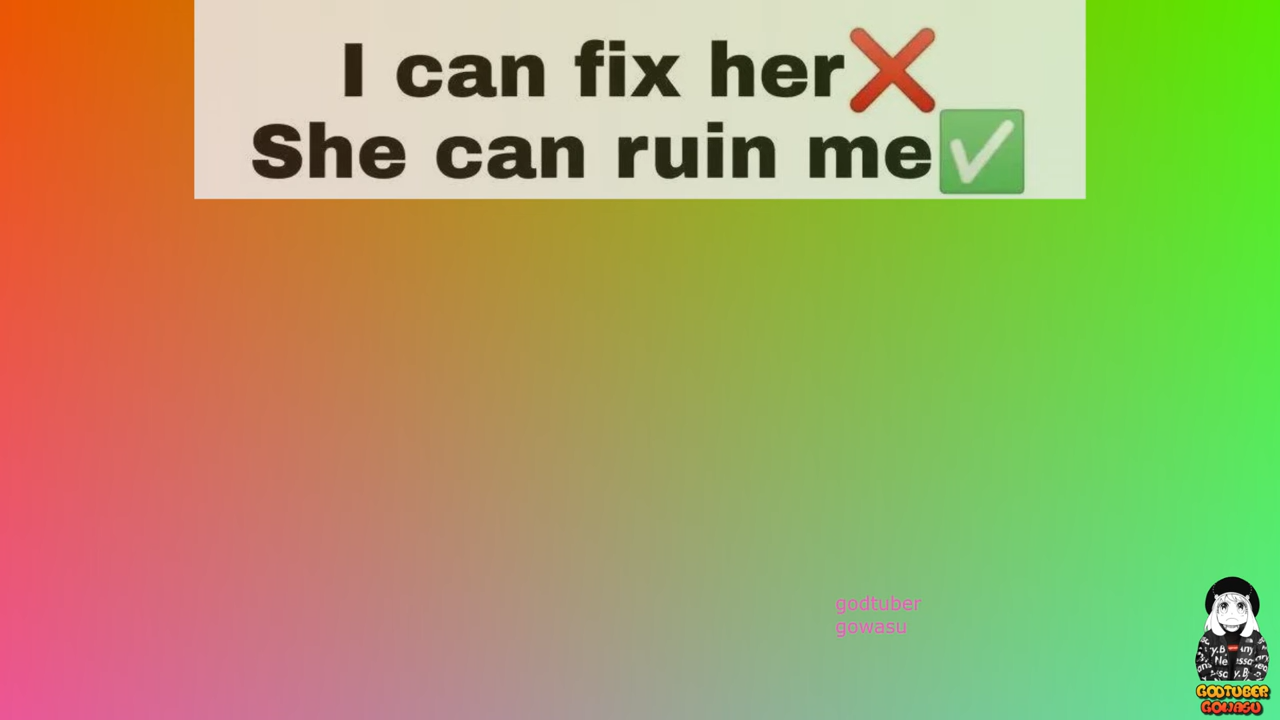 I can fix her❌
She can ruin me✅
godtuber
gowasu
GODTUBER
GOWASU